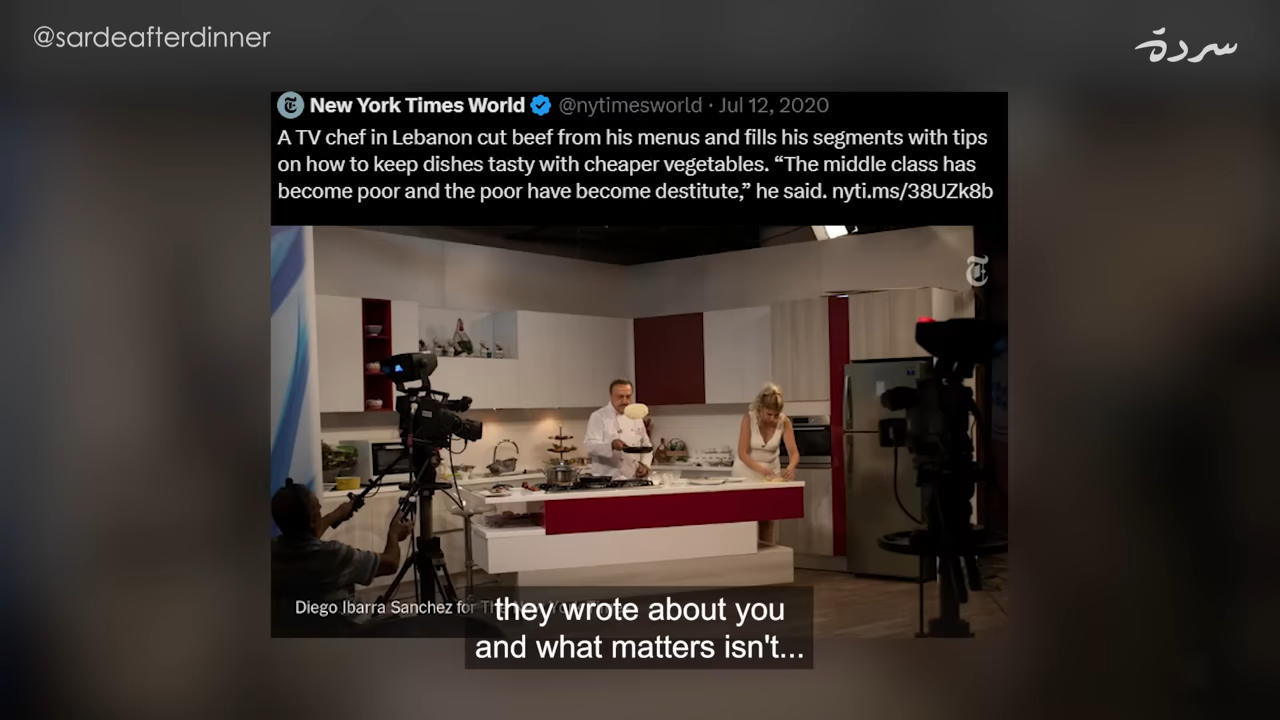 @sardeafterdinner
سردة
New York Times World @nytimesworld · Jul 12, 2020
A TV chef in Lebanon cut beef from his menus and fills his segments with tips
on how to keep dishes tasty with cheaper vegetables. “The middle class has
become poor and the poor have become destitute,” he said. nyti.ms/38UZk8b
Diego Ibarra Sanchez for
they wrote about you
and what matters isn't...